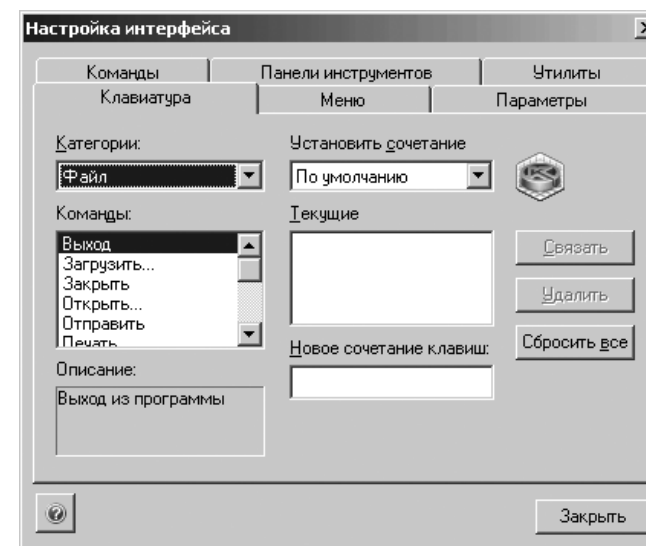 Настройка интерфейса
Команды Панели инструментов Утилиты
Клавиатура Меню Параметры
Категории: Установить сочетание
Файл По умолчанию
Команды: Текущие
Выход
Загрузить...
Закрыть
Открыть...
Отправить
Печать
Связать
Удалить
Сбросить все
Новое сочетание клавиш:
Описание:
Выход из программы
Закрыть